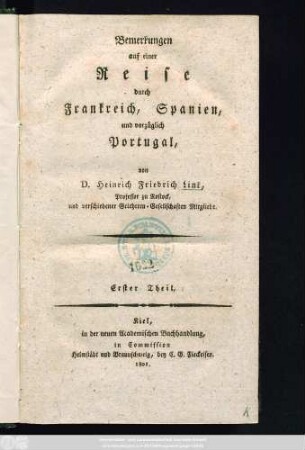 Bemerkungen
auf einer
Reise
durch
Frankreich, Spanien,
und vorzüglich
Portugal,
von
D. Heinrich Friedrich Link,
Professor zu Rostock,
und verschiedener Gelehrten-Gesellschaften Mitgliede.
Erster Theil.
Kiel,
in der neuen Academischen Buchhandlung,
in Commission
Helmstädt und Braunschweig, bey C. G. Fleckeisen.
1801.